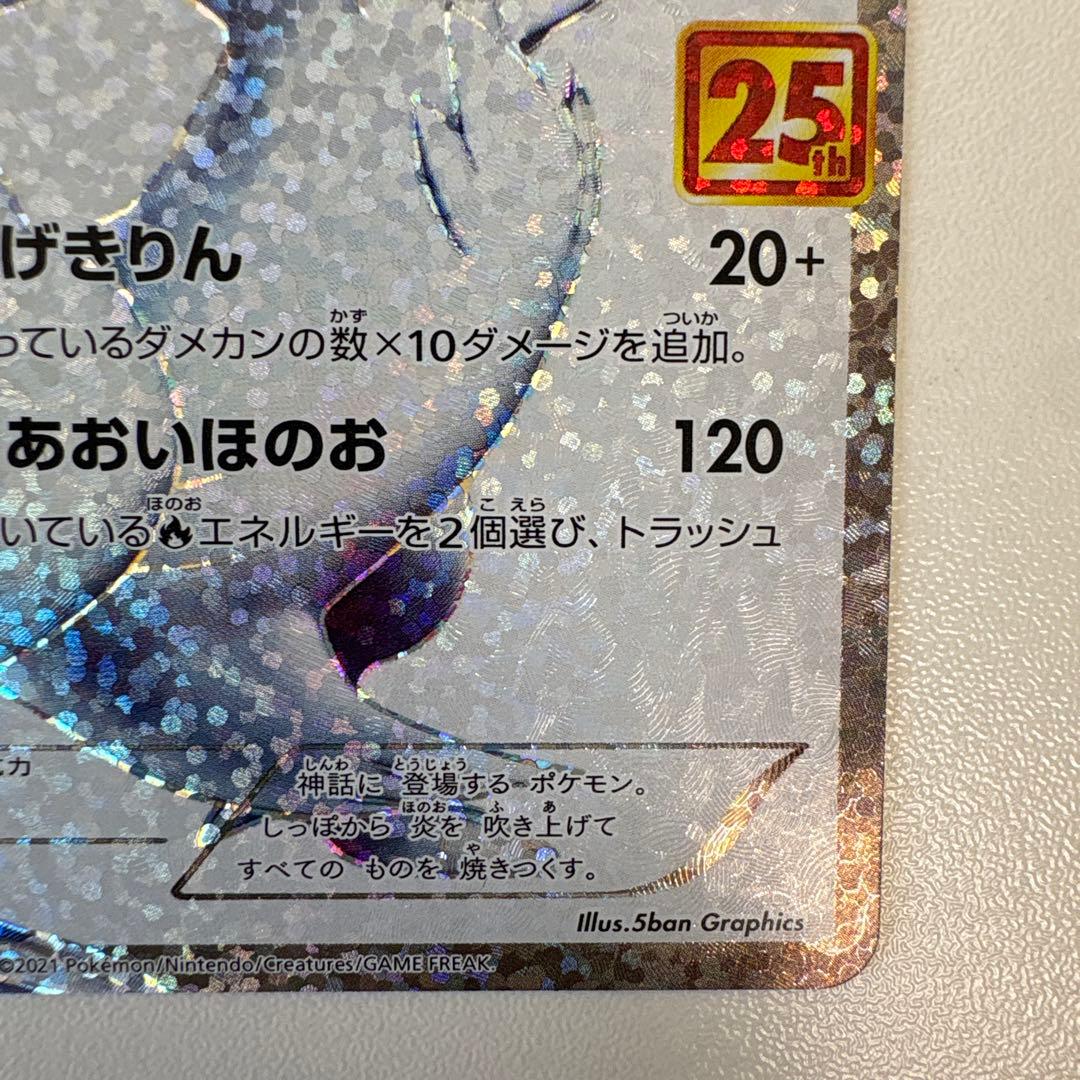 25th
げきりん 20+
っているダメカンの数×10ダメージを追加。
あおいほのお 120
いている🔥エネルギーを2個選び、トラッシュ
神話に 登場する ポケモン。
しっぽから 炎を 吹き上げて
すべての ものを 焼きつくす。
Illus.5ban Graphics
©2021 Pokémon/Nintendo/Creatures/GAME FREAK.